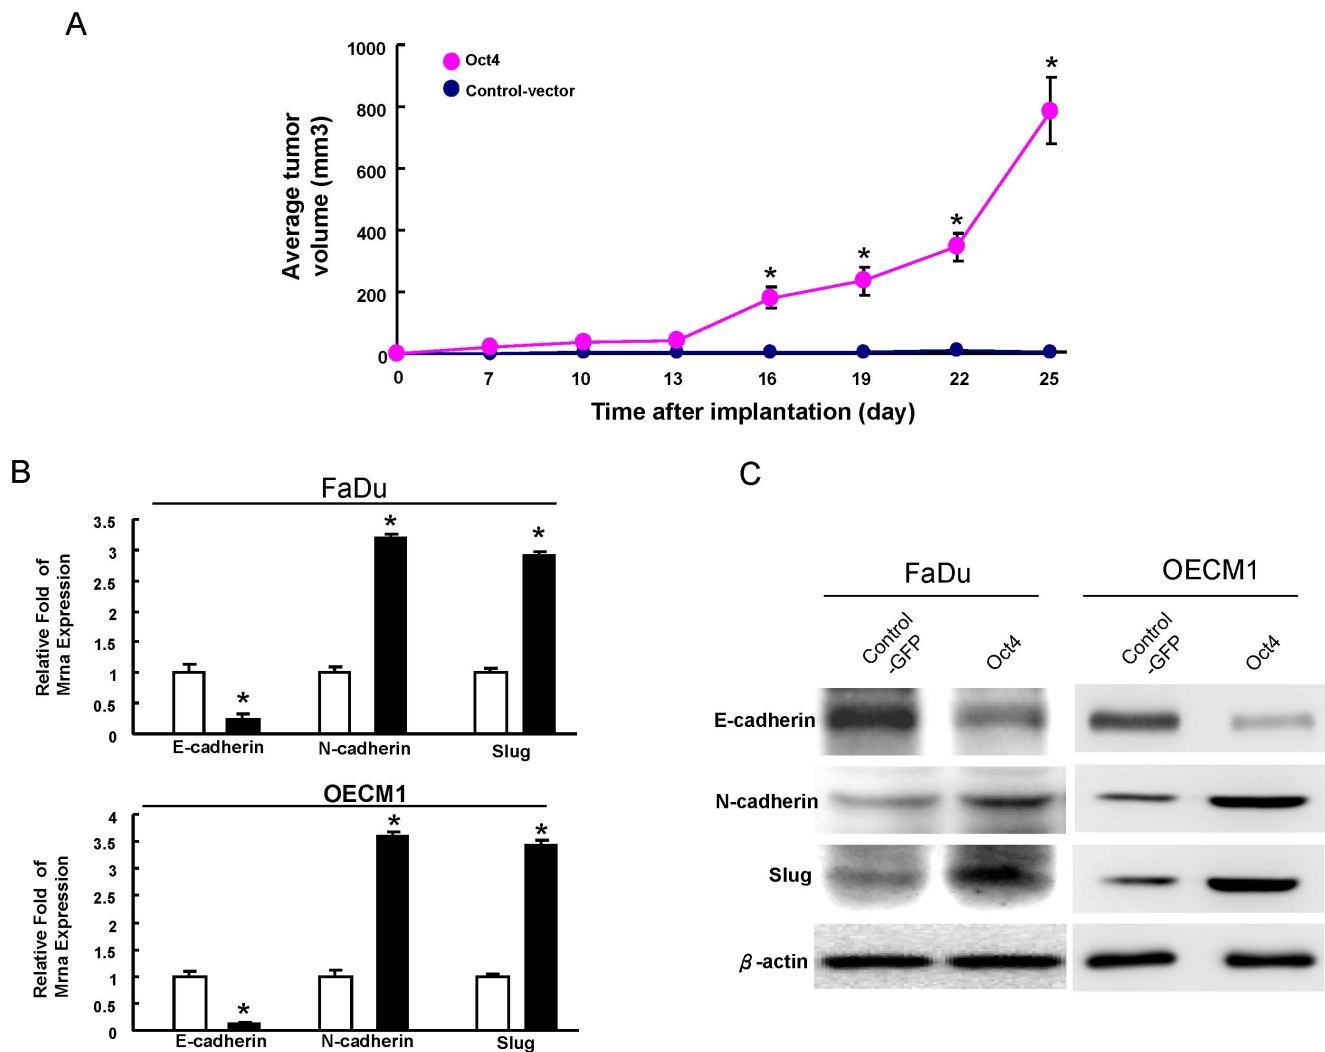 A
1000
800
600
400
200
0
Average tumor
volume (mm3)
Oct4
Control-vector
*
*
*
*
0 7 10 13 16 19 22 25
Time after implantation (day)
B
FaDu
3.5
3
2.5
2
1.5
1
0.5
0
Relative Fold of
Mrna Expression
*
*
*
E-cadherin N-cadherin Slug
OECM1
4
3.5
3
2.5
2
1.5
1
0.5
0
Relative Fold of
Mrna Expression
*
*
*
E-cadherin N-cadherin Slug
C
FaDu OECM1
Control
-GFP
Oct4
Control
-GFP
Oct4
E-cadherin
N-cadherin
Slug
β-actin